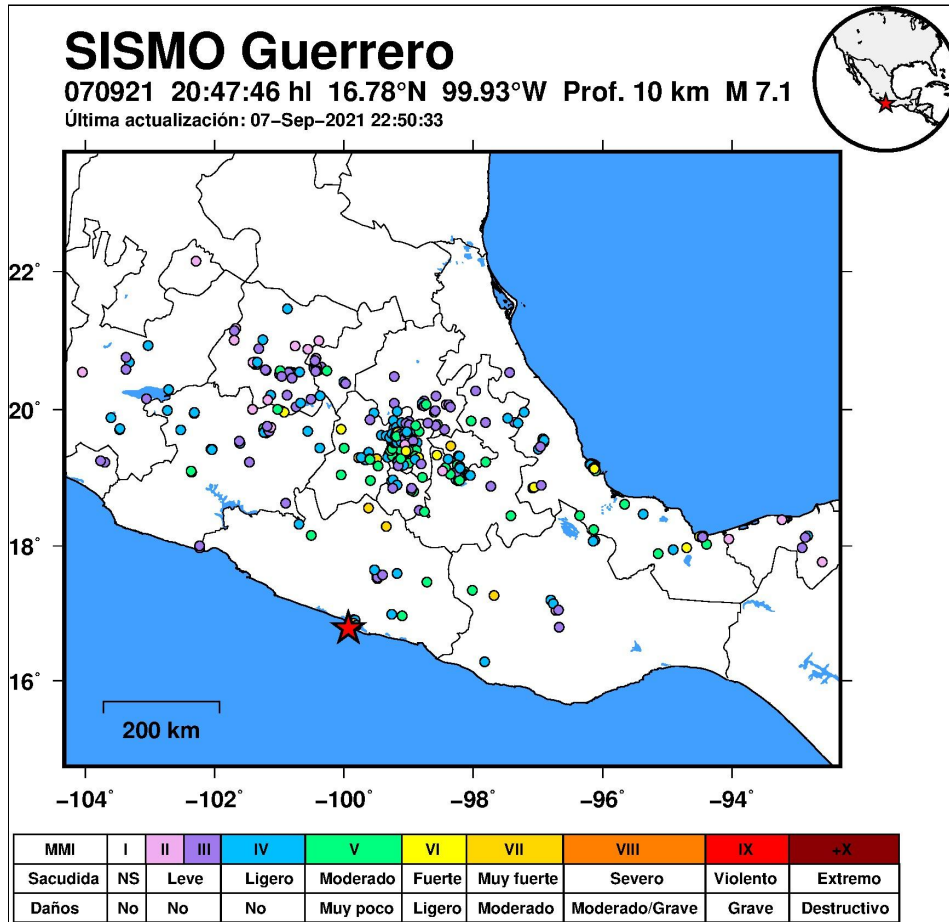 SISMO Guerrero
070921 20:47:46 hl 16.78°N 99.93°W Prof. 10 km M 7.1
Última actualización: 07-Sep-2021 22:50:33
22°
20°
18°
16°
200 km
−104° −102° −100° −98° −96° −94°
MMI I II III IV V VI VII VIII IX +X
Sacudida NS Leve Ligero Moderado Fuerte Muy fuerte Severo Violento Extremo
Daños No No No Muy poco Ligero Moderado Moderado/Grave Grave Destructivo